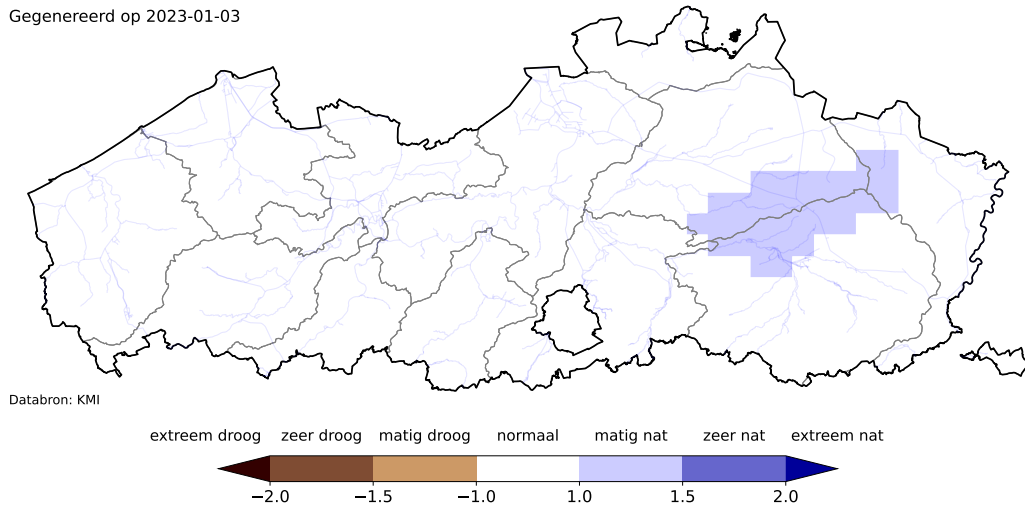 Gegenereerd op 2023-01-03
Databron: KMI
extreem droog zeer droog matig droog normaal matig nat zeer nat extreem nat
−2.0 −1.5 −1.0 1.0 1.5 2.0